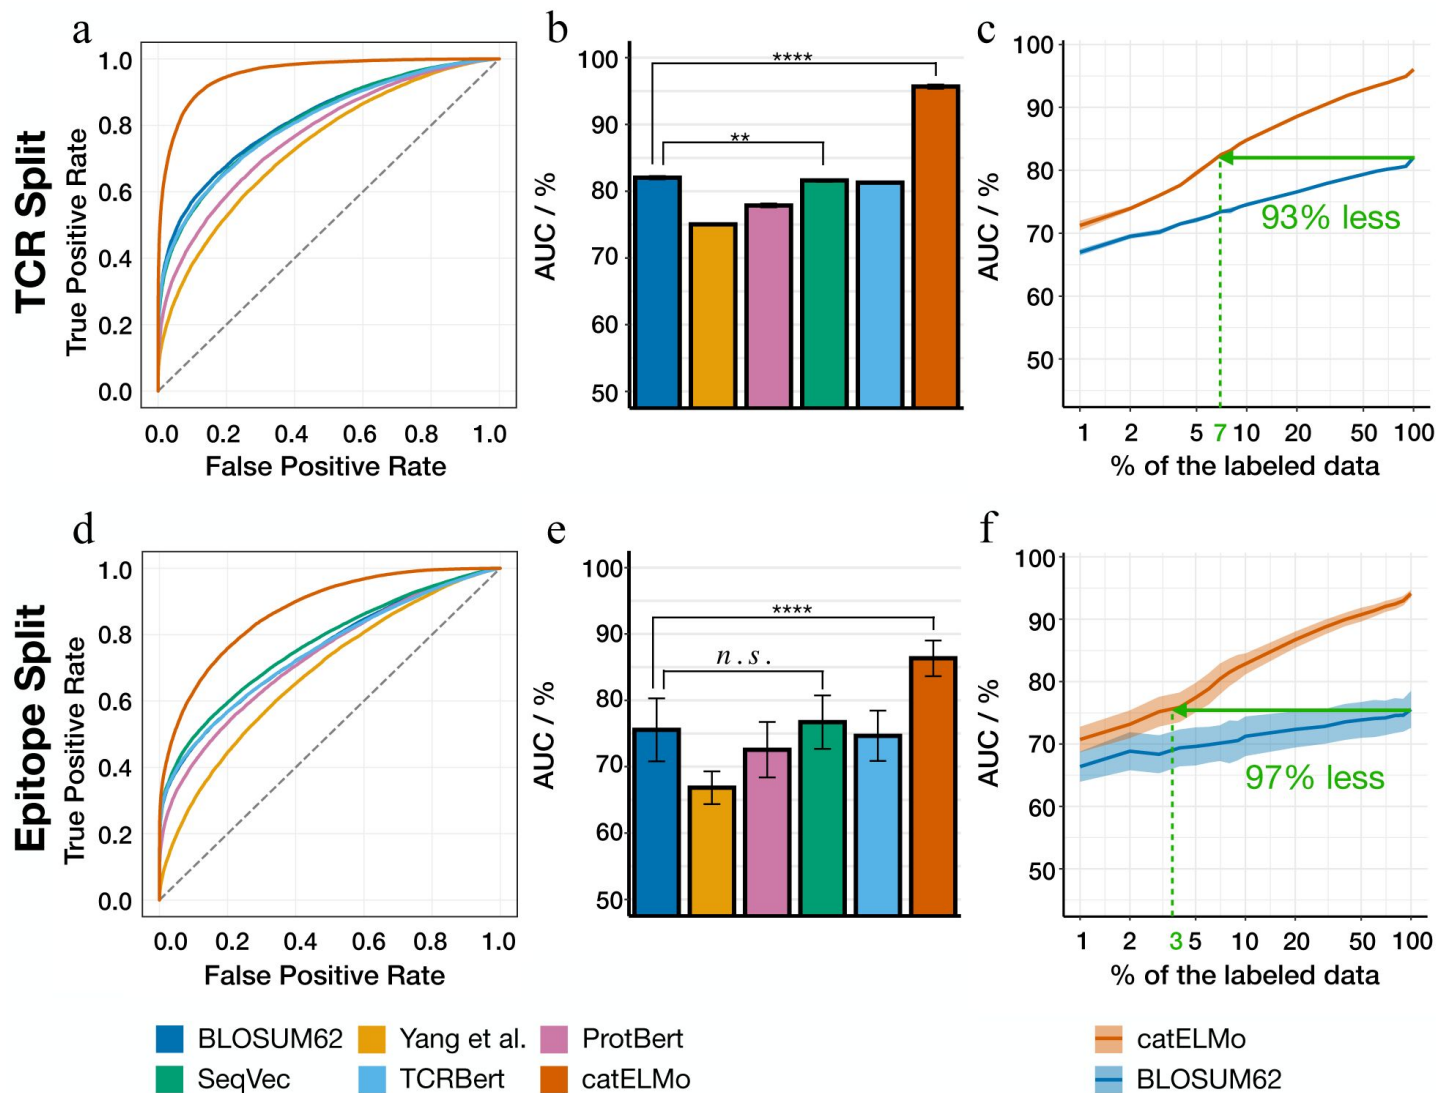 a
TCR Split
True Positive Rate
1.0
0.8
0.6
0.4
0.2
0.0
0.0 0.2 0.4 0.6 0.8 1.0
False Positive Rate
b
AUC / %
100
90
80
70
60
50
****
**
c
AUC / %
100
90
80
70
60
50
93% less
1 2 5 7 10 20 50 100
% of the labeled data
d
Epitope Split
True Positive Rate
1.0
0.8
0.6
0.4
0.2
0.0
0.0 0.2 0.4 0.6 0.8 1.0
False Positive Rate
e
AUC / %
100
90
80
70
60
50
****
n.s.
f
AUC / %
100
90
80
70
60
50
97% less
1 2 3 5 10 20 50 100
% of the labeled data
BLOSUM62 Yang et al. ProtBert
SeqVec TCRBert catELMo
catELMo
BLOSUM62